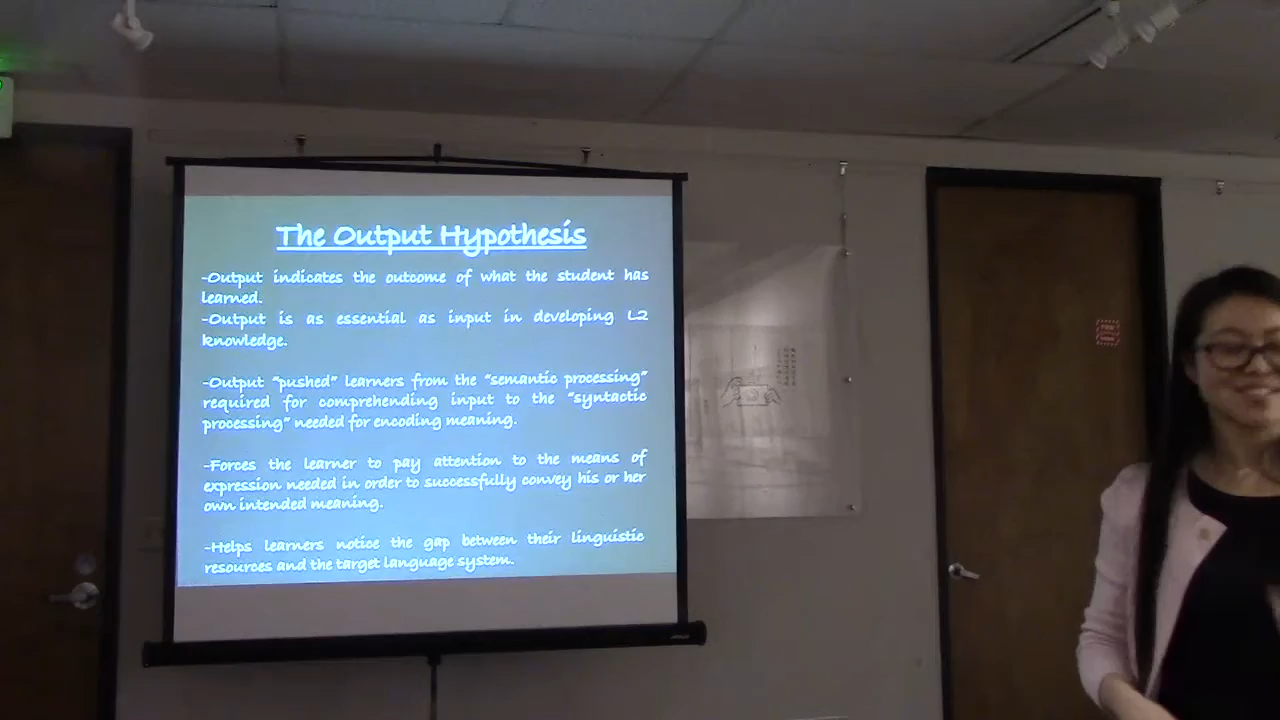 The Output Hypothesis
-Output indicates the outcome of what the student has
learned.
-Output is as essential as input in developing L2
knowledge.
-Output "pushed" learners from the "semantic processing"
required for comprehending input to the "syntactic
processing" needed for encoding meaning.
-Forces the learner to pay attention to the means of
expression needed in order to successfully convey his or her
own intended meaning.
-Helps learners notice the gap between their linguistic
resources and the target language system.